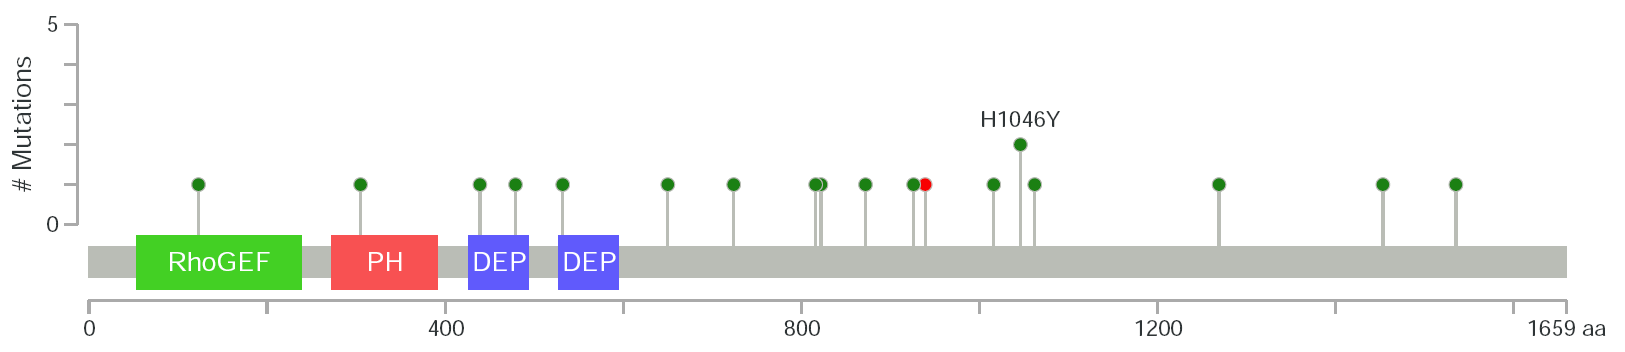 5
# Mutations
H1046Y
0
RhoGEF PH DEP DEP
0 400 800 1200 1659 aa